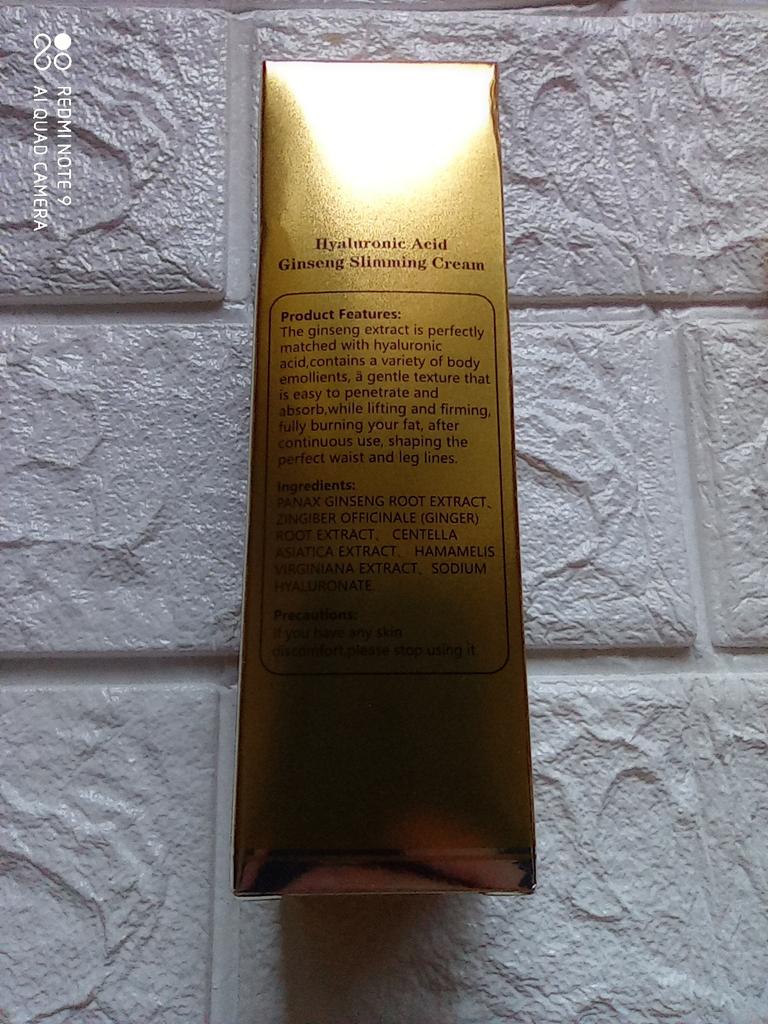 REDMI NOTE 9
AI QUAD CAMERA
Hyaluronic Acid
Ginseng Slimming Cream
Product Features:
The ginseng extract is perfectly
matched with hyaluronic
acid,contains a variety of body
emollients, ä gentle texture that
is easy to penetrate and
absorb,while lifting and firming,
fully burning your fat, after
continuous use, shaping the
perfect waist and leg lines.
Ingredients:
PANAX GINSENG ROOT EXTRACT、
ZINGIBER OFFICINALE (GINGER)
ROOT EXTRACT、 CENTELLA
ASIATICA EXTRACT、 HAMAMELIS
VIRGINIANA EXTRACT、 SODIUM
HYALURONATE.
Precautions:
If you have any skin
discomfort,please stop using it